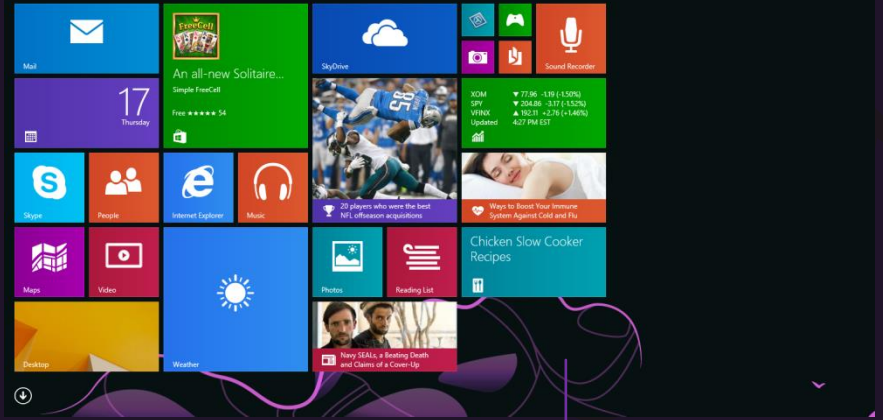 Mail
FreeCell
An all-new Solitaire...
Simple FreeCell
Free ★★★★★ 54
SkyDrive
Sound Recorder
17
Thursday
85
XOM ▼ 77.96 -1.19 (-1.50%)
SPY ▼ 204.86 -3.17 (-1.52%)
VFINX ▲ 192.11 +2.76 (+1.46%)
Updated 4:27 PM EST
Skype
People
Internet Explorer
Music
20 players who were the best
NFL offseason acquisitions
Ways to Boost Your Immune
System Against Cold and Flu
Maps
Video
Weather
Photos
Reading List
Chicken Slow Cooker
Recipes
Desktop
Navy SEALs, a Beating Death
and Claims of a Cover-Up